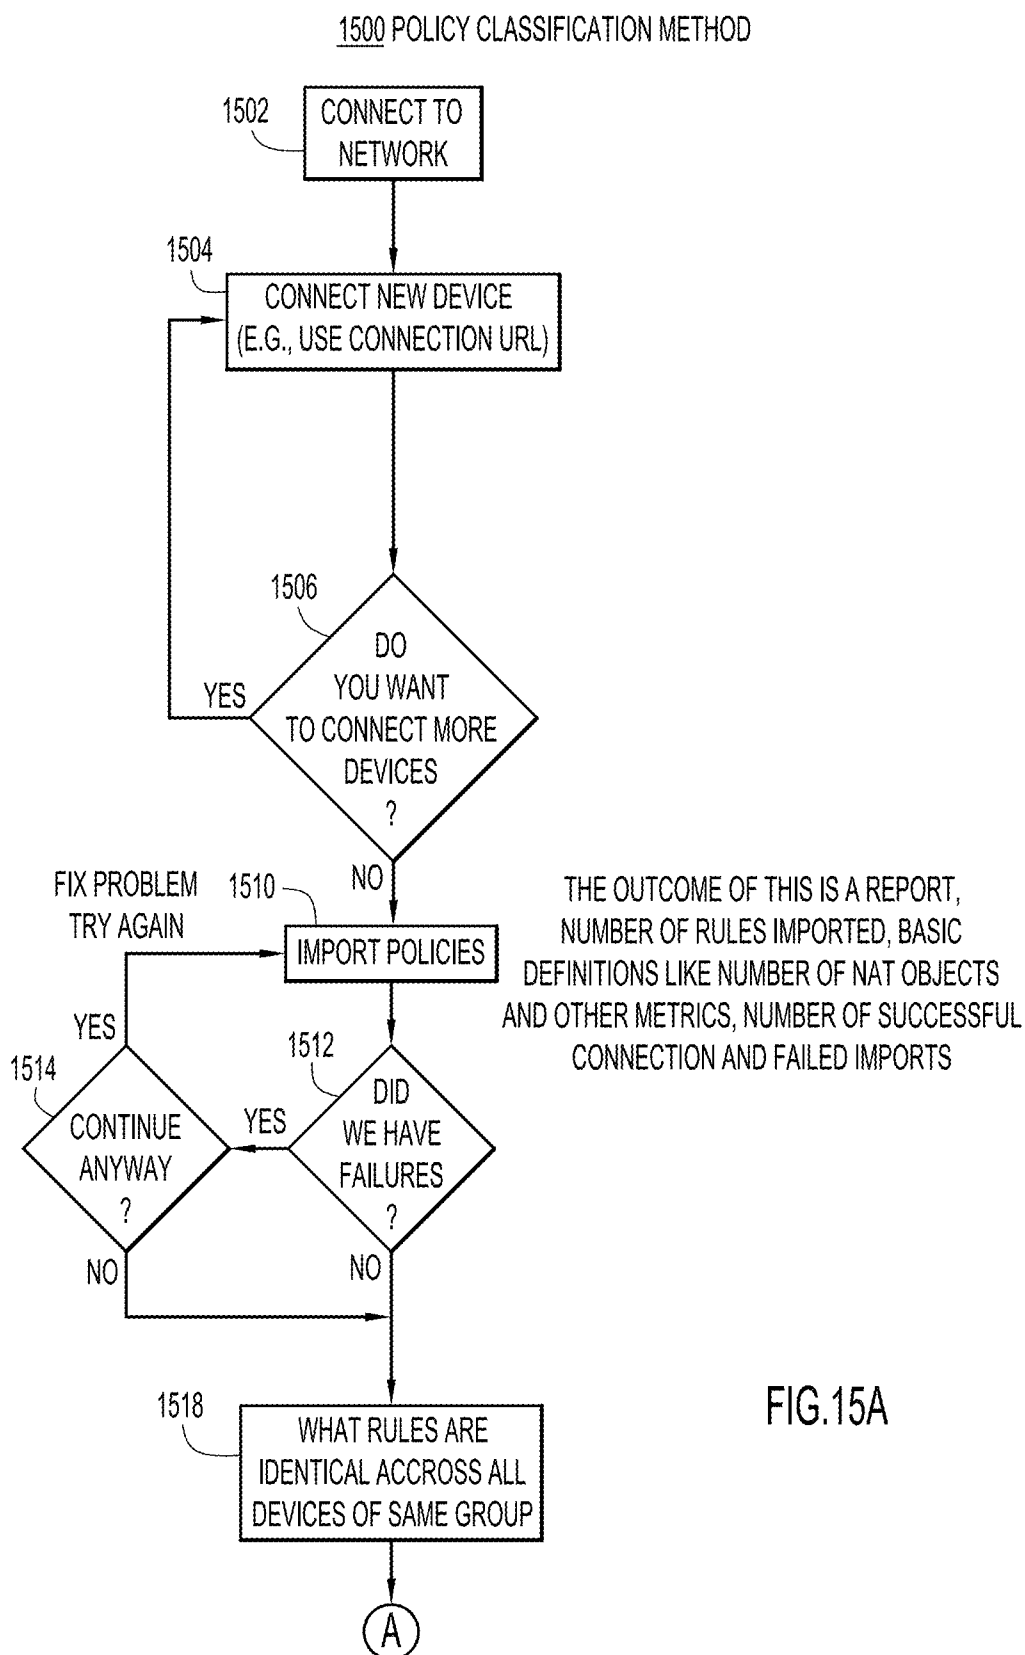 1500 POLICY CLASSIFICATION METHOD
1502
CONNECT TO
NETWORK
1504
CONNECT NEW DEVICE
(E.G., USE CONNECTION URL)
1506
DO
YOU WANT
TO CONNECT MORE
DEVICES
?
YES
NO
FIX PROBLEM
TRY AGAIN
1510
IMPORT POLICIES
THE OUTCOME OF THIS IS A REPORT,
NUMBER OF RULES IMPORTED, BASIC
DEFINITIONS LIKE NUMBER OF NAT OBJECTS
AND OTHER METRICS, NUMBER OF SUCCESSFUL
CONNECTION AND FAILED IMPORTS
YES
1514
CONTINUE
ANYWAY
?
NO
YES
1512
DID
WE HAVE
FAILURES
?
NO
1518
WHAT RULES ARE
IDENTICAL ACCROSS ALL
DEVICES OF SAME GROUP
A
FIG.15A